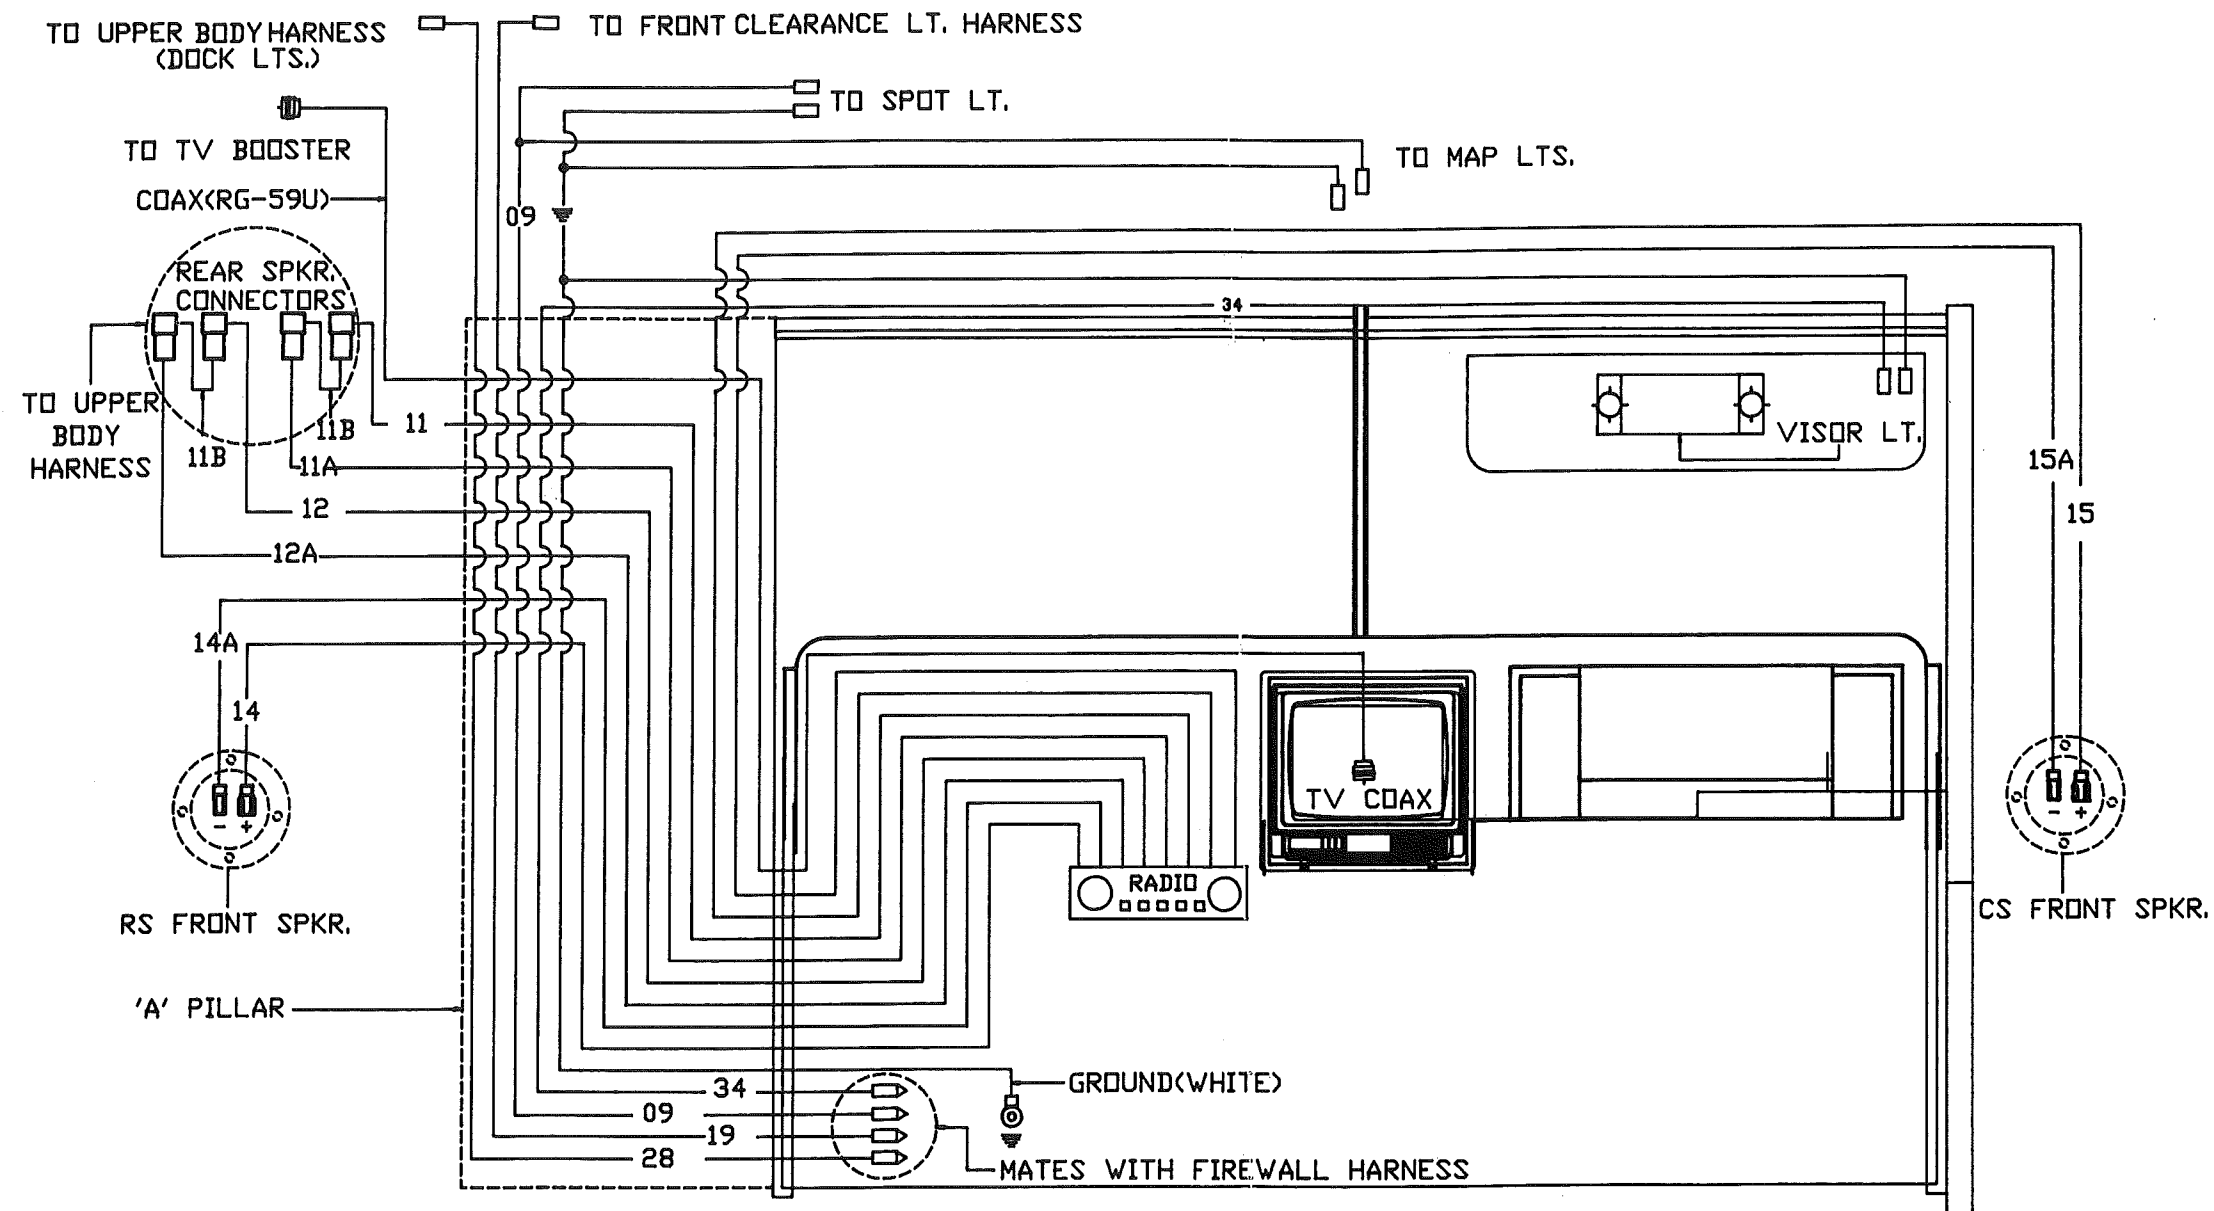 TO UPPER BODY HARNESS
(DOCK LTS.)
TO FRONT CLEARANCE LT. HARNESS
TO SPOT LT.
TO TV BOOSTER
TO MAP LTS.
COAX(RG-59U)
09
REAR SPKR.
CONNECTORS
34
TO UPPER
BODY
HARNESS
11B
11B
11
11A
VISOR LT.
15A
12
15
12A
14A
14
- +
- +
TV COAX
RADIO
RS FRONT SPKR.
CS FRONT SPKR.
'A' PILLAR
GROUND(WHITE)
34
09
19
28
MATES WITH FIREWALL HARNESS